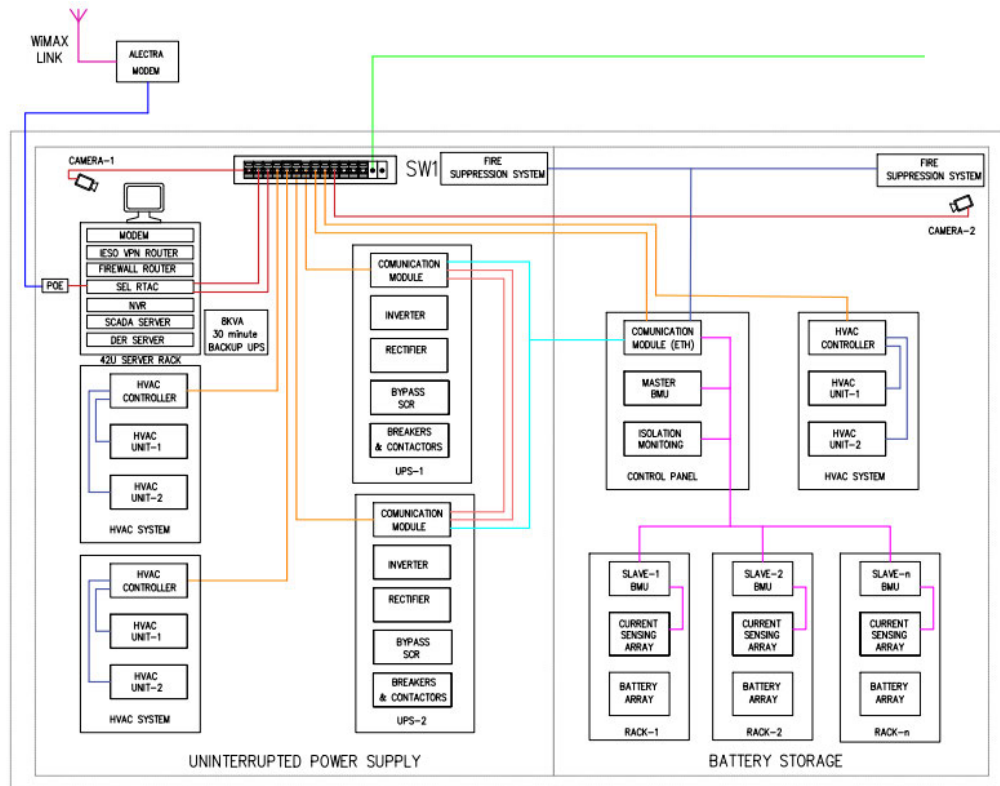 WiMAX
LINK
ALECTRA
MODEM
CAMERA-1
SW1
FIRE
SUPPRESSION SYSTEM
FIRE
SUPPRESSION SYSTEM
CAMERA-2
MODEM
IESO VPN ROUTER
FIREWALL ROUTER
SEL RTAC
NVR
SCADA SERVER
DER SERVER
42U SERVER RACK
POE
8KVA
30 minute
BACKUP UPS
HVAC
CONTROLLER
HVAC
UNIT-1
HVAC
UNIT-2
HVAC SYSTEM
HVAC
CONTROLLER
HVAC
UNIT-1
HVAC
UNIT-2
HVAC SYSTEM
COMUNICATION
MODULE
INVERTER
RECTIFIER
BYPASS
SCR
BREAKERS
& CONTACTORS
UPS-1
COMUNICATION
MODULE
INVERTER
RECTIFIER
BYPASS
SCR
BREAKERS
& CONTACTORS
UPS-2
UNINTERRUPTED POWER SUPPLY
COMUNICATION
MODULE (ETH)
MASTER
BMU
ISOLATION
MONITOING
CONTROL PANEL
HVAC
CONTROLLER
HVAC
UNIT-1
HVAC
UNIT-2
HVAC SYSTEM
SLAVE-1
BMU
CURRENT
SENSING
ARRAY
BATTERY
ARRAY
RACK-1
SLAVE-2
BMU
CURRENT
SENSING
ARRAY
BATTERY
ARRAY
RACK-2
SLAVE-n
BMU
CURRENT
SENSING
ARRAY
BATTERY
ARRAY
RACK-n
BATTERY STORAGE